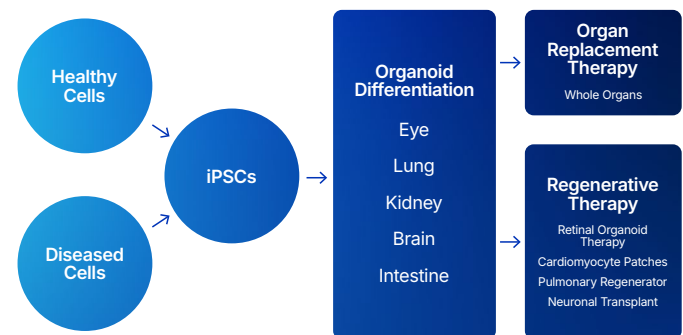 Healthy
Cells
Diseased
Cells
iPSCs
Organoid
Differentiation
Eye
Lung
Kidney
Brain
Intestine
Organ
Replacement
Therapy
Whole Organs
Regenerative
Therapy
Retinal Organoid
Therapy
Cardiomyocyte Patches
Pulmonary Regenerator
Neuronal Transplant